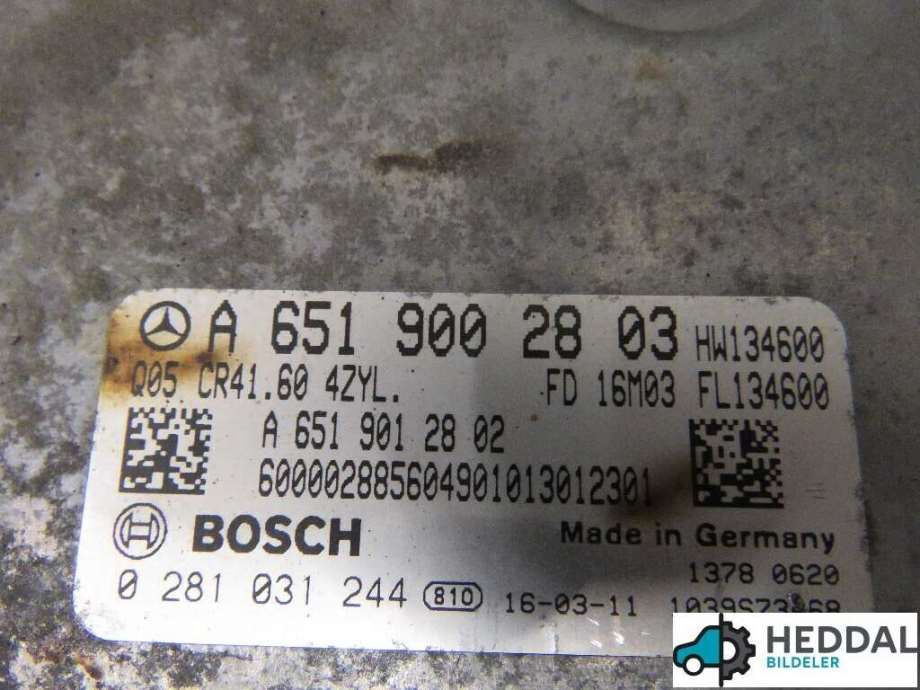 A 651 900 28 03 HW134600
Q05 CR41.60 4ZYL. FD 16M03 FL134600
A 651 901 28 02
600002885604901013012301
BOSCH Made in Germany
1378 0620
0 281 031 244 810 16-03-11
HEDDAL
BILDELER